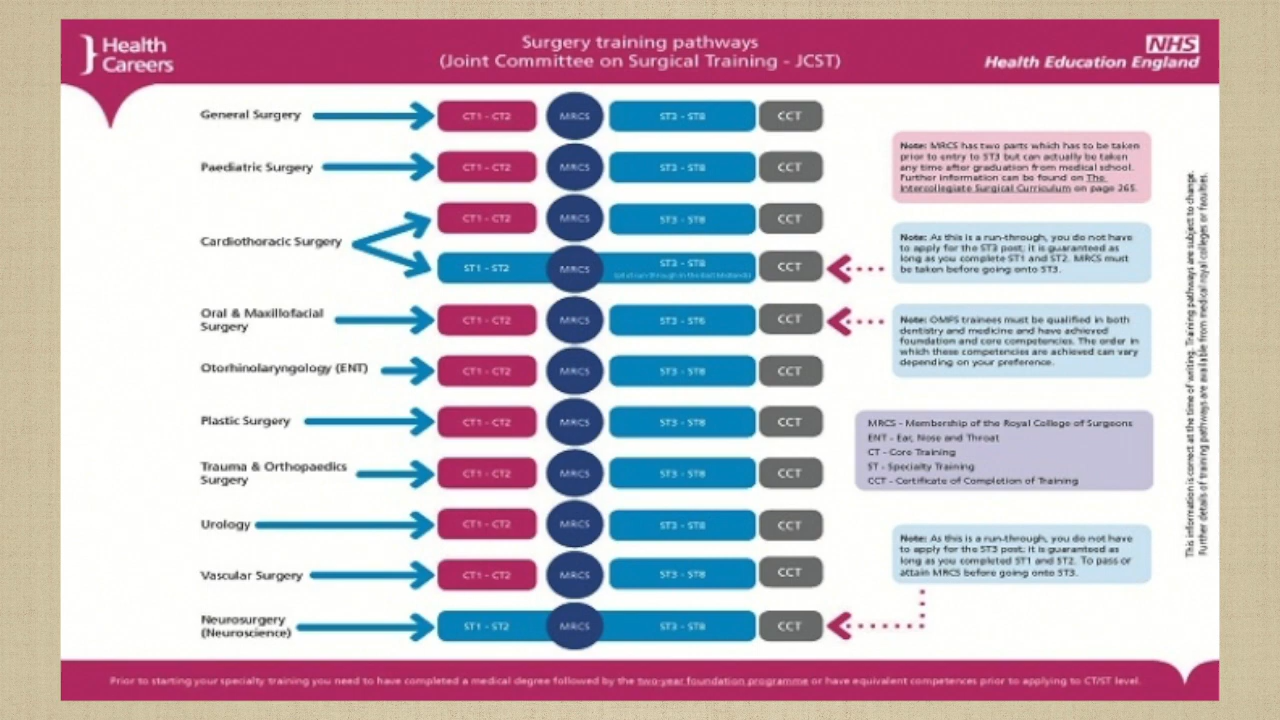 Health
Careers
Surgery training pathways
(Joint Committee on Surgical Training - JCST)
NHS
Health Education England
General Surgery CT1 - CT2 MRCS ST3 - ST8 CCT
Paediatric Surgery CT1 - CT2 MRCS ST3 - ST8 CCT
Cardiothoracic Surgery
CT1 - CT2 MRCS ST3 - ST8 CCT
ST1 - ST2 MRCS ST3 - ST8 CCT
Oral & Maxillofacial
Surgery
CT1 - CT2 MRCS ST3 - ST6 CCT
Otorhinolaryngology (ENT) CT1 - CT2 MRCS ST3 - ST8 CCT
Plastic Surgery CT1 - CT2 MRCS ST3 - ST8 CCT
Trauma & Orthopaedics
Surgery
CT1 - CT2 MRCS ST3 - ST8 CCT
Urology CT1 - CT2 MRCS ST3 - ST8 CCT
Vascular Surgery CT1 - CT2 MRCS ST3 - ST8 CCT
Neurosurgery
(Neuroscience)
ST1 - ST2 MRCS ST3 - ST8 CCT
Note: MRCS has two parts which has to be taken
prior to entry to ST3 but can actually be taken
any time after graduation from medical school.
Further information can be found on The
Intercollegiate Surgical Curriculum on page 265.
Note: As this is a run-through, you do not have
to apply for the ST3 post; it is guaranteed as
long as you complete ST1 and ST2. MRCS must
be taken before going onto ST3.
Note: OMFS trainees must be qualified in both
dentistry and medicine and have achieved
foundation and core competencies. The order in
which these competencies are achieved can vary
depending on your preference.
MRCS - Membership of the Royal College of Surgeons
ENT - Ear, Nose and Throat
CT - Core Training
ST - Specialty Training
CCT - Certificate of Completion of Training
Note: As this is a run-through, you do not have
to apply for the ST3 post; it is guaranteed as
long as you completed ST1 and ST2. To pass or
attain MRCS before going onto ST3.
This information is correct at the time of writing. Training pathways are subject to change.
Further details of training pathways are available from medical royal colleges or faculties.
Prior to starting your specialty training you need to have completed a medical degree followed by the two-year foundation programme or have equivalent competences prior to applying to CT/ST level.